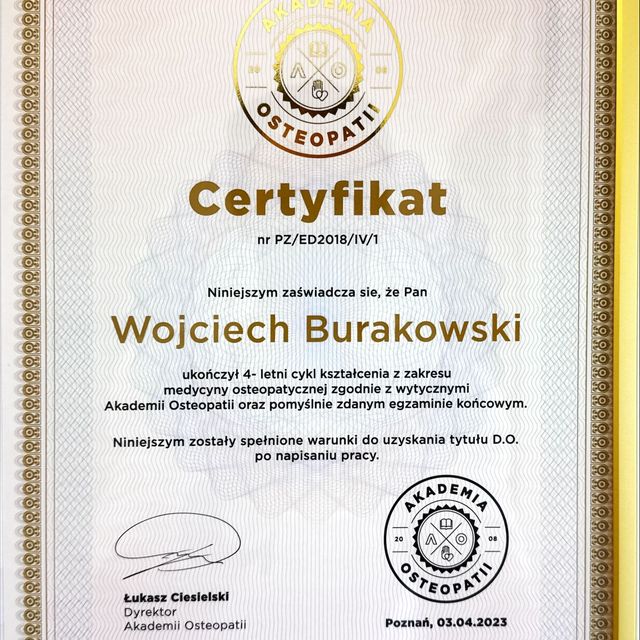 AKADEMIA
20 08
Λ O
OSTEOPATII
Certyfikat
nr PZ/ED2018/IV/1
Niniejszym zaświadcza sie, że Pan
Wojciech Burakowski
ukończył 4- letni cykl kształcenia z zakresu
medycyny osteopatycznej zgodnie z wytycznymi
Akademii Osteopatii oraz pomyślnie zdanym egzaminie końcowym.
Niniejszym zostały spełnione warunki do uzyskania tytułu D.O.
po napisaniu pracy.
AKADEMIA
20 08
Λ O
OSTEOPATII
Łukasz Ciesielski
Dyrektor
Akademii Osteopatii
Poznań, 03.04.2023